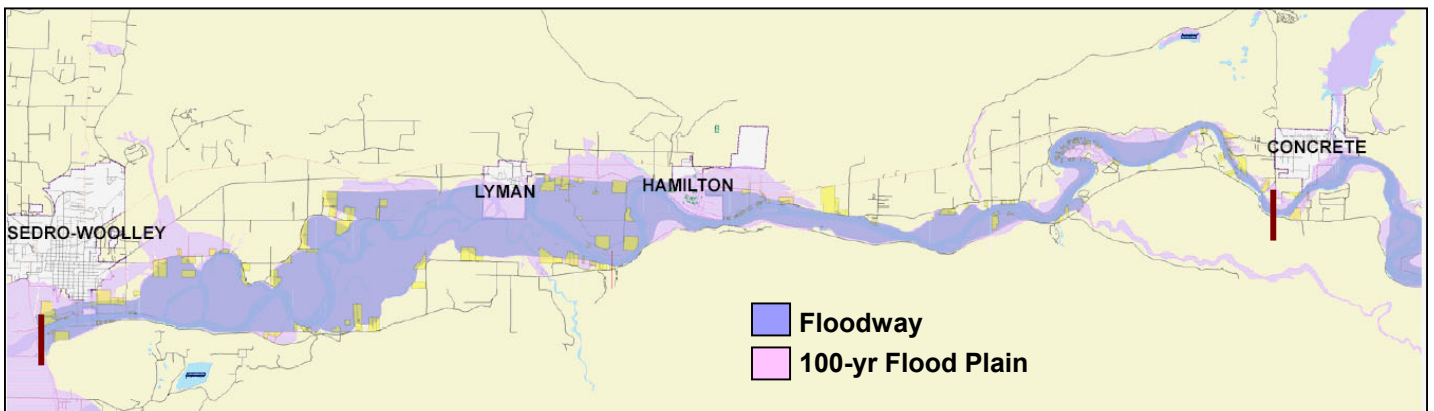 CONCRETE
HAMILTON
LYMAN
SEDRO-WOOLLEY
Floodway
100-yr Flood Plain